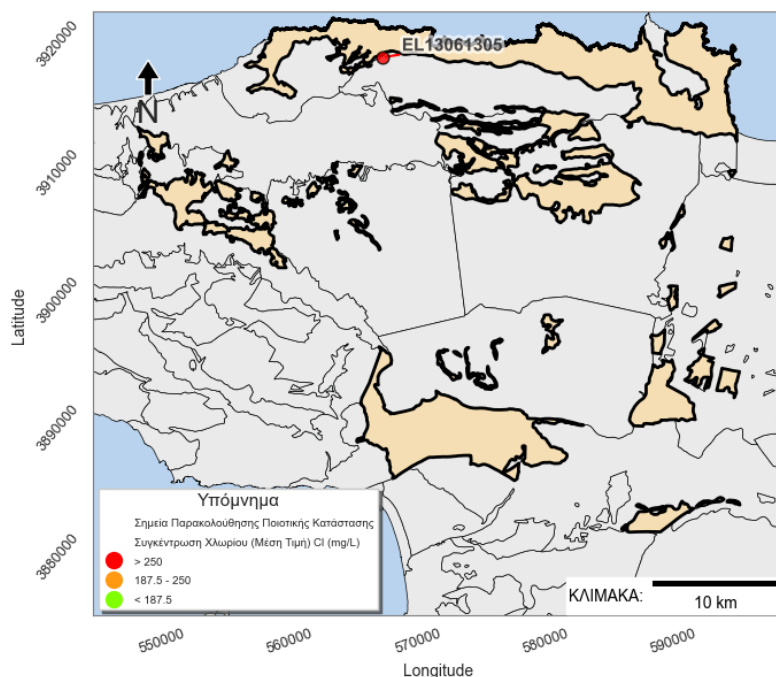 3920000
3910000
3900000
3890000
3880000
Latitude
EL13061305
N
Υπόμνημα
Σημεία Παρακολούθησης Ποιοτικής Κατάστασης
Συγκέντρωση Χλωρίου (Μέση Τιμή) Cl (mg/L)
> 250
187.5 - 250
< 187.5
ΚΛΙΜΑΚΑ:
10 km
550000
560000
570000
580000
590000
Longitude